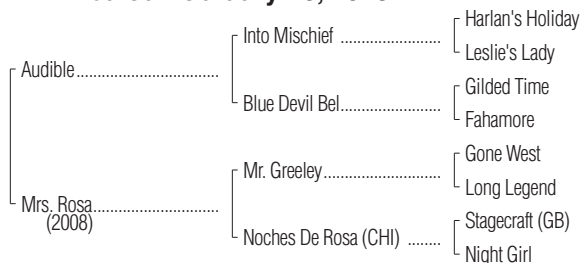 Harlan's Holiday
Into Mischief
Leslie's Lady
Audible
Gilded Time
Blue Devil Bel
Fahamore
Gone West
Mr. Greeley
Long Legend
Mrs. Rosa
(2008)
Stagecraft (GB)
Noches De Rosa (CHI)
Night Girl